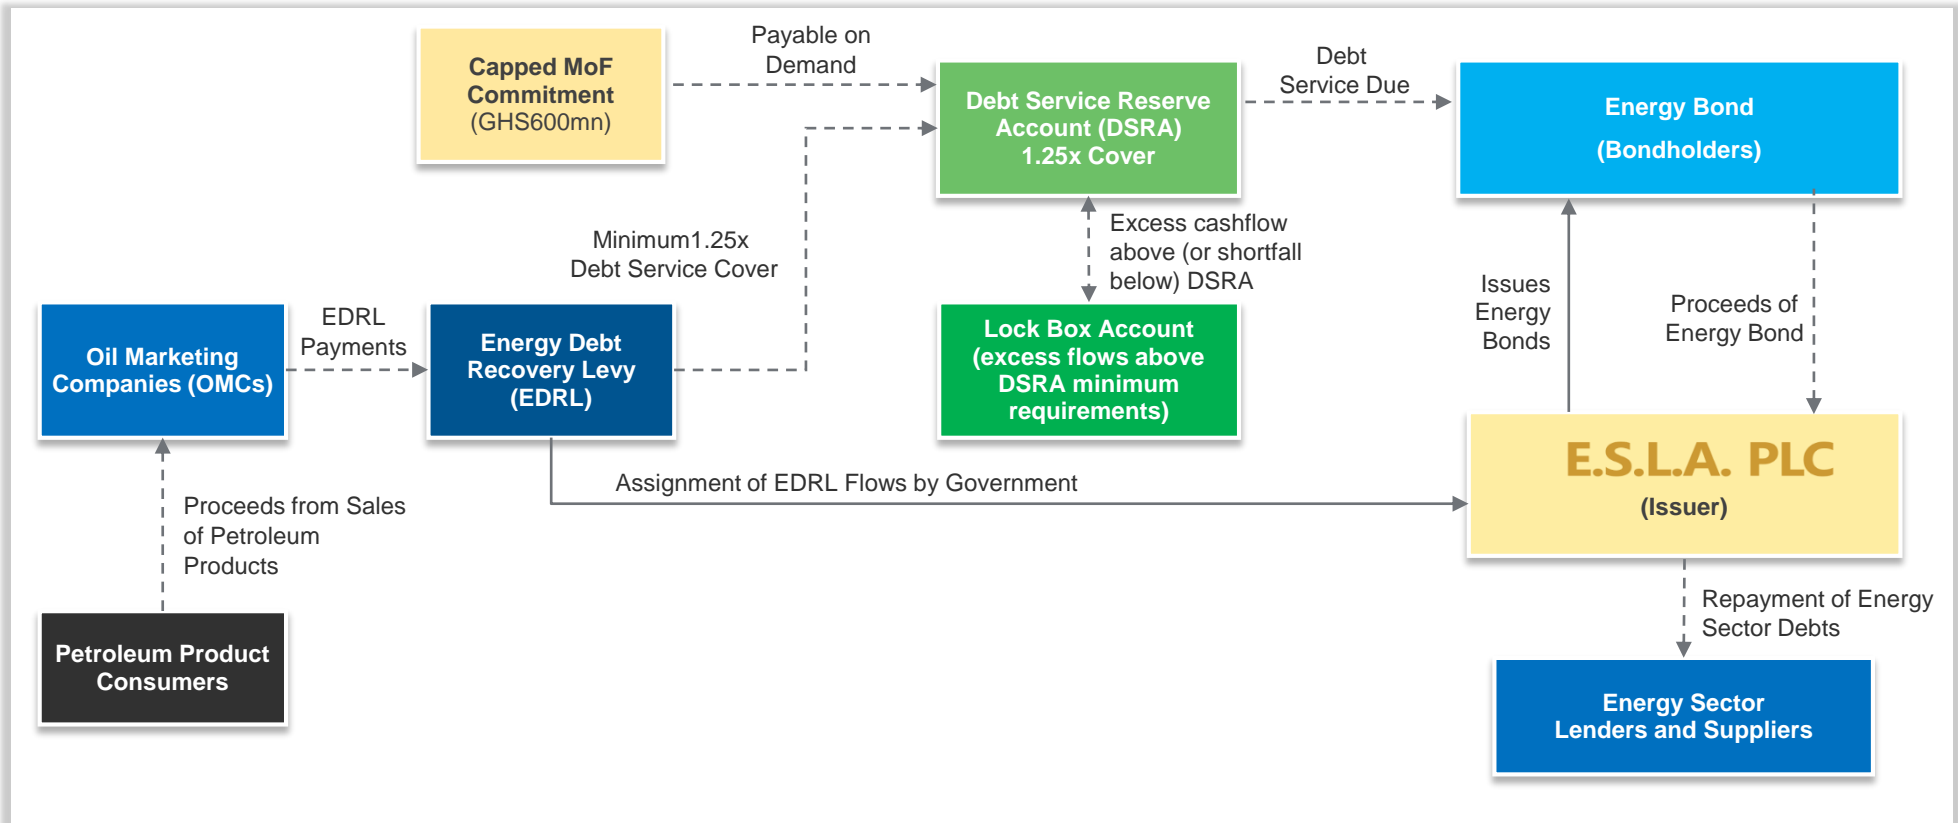 Capped MoF
Commitment
(GHS600mn)
Payable on
Demand
Debt Service Reserve
Account (DSRA)
1.25x Cover
Debt
Service Due
Energy Bond
(Bondholders)
Minimum1.25x
Debt Service Cover
Excess cashflow
above (or shortfall
below) DSRA
Issues
Energy
Bonds
Proceeds of
Energy Bond
Oil Marketing
Companies (OMCs)
EDRL
Payments
Energy Debt
Recovery Levy
(EDRL)
Lock Box Account
(excess flows above
DSRA minimum
requirements)
Assignment of EDRL Flows by Government
E.S.L.A. PLC
(Issuer)
Proceeds from Sales
of Petroleum
Products
Repayment of Energy
Sector Debts
Petroleum Product
Consumers
Energy Sector
Lenders and Suppliers